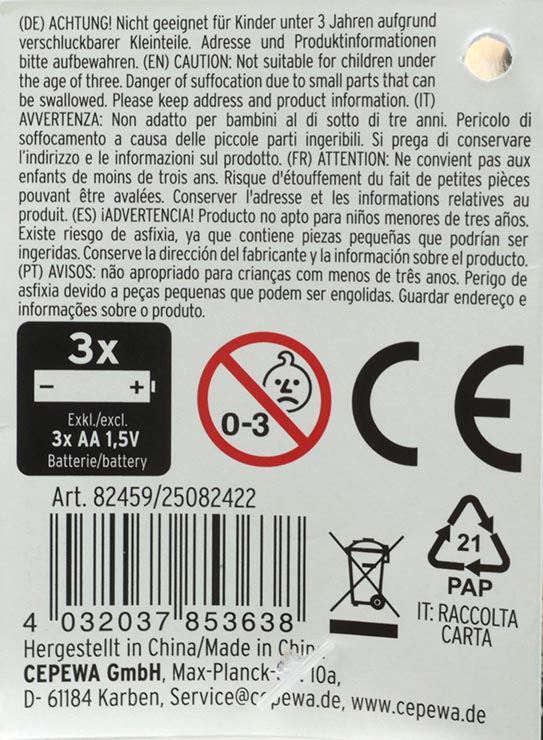 (DE) ACHTUNG! Nicht geeignet für Kinder unter 3 Jahren aufgrund
verschluckbarer Kleinteile. Adresse und Produktinformationen
bitte aufbewahren. (EN) CAUTION: Not suitable for children under
the age of three. Danger of suffocation due to small parts that can
be swallowed. Please keep address and product information. (IT)
AVVERTENZA: Non adatto per bambini al di sotto di tre anni. Pericolo di
soffocamento a causa delle piccole parti ingeribili. Si prega di conservare
l'indirizzo e le informazioni sul prodotto. (FR) ATTENTION: Ne convient pas aux
enfants de moins de trois ans. Risque d'étouffement du fait de petites pièces
pouvant être avalées. Conserver l'adresse et les informations relatives au
produit. (ES) ¡ADVERTENCIA! Producto no apto para niños menores de tres años.
Existe riesgo de asfixia, ya que contiene piezas pequeñas que podrían ser
ingeridas. Conserve la dirección del fabricante y la información sobre el producto.
(PT) AVISOS: não apropriado para crianças com menos de três anos. Perigo de
asfixia devido a peças pequenas que podem ser engolidas. Guardar endereço e
informações sobre o produto.
3x
- +
Exkl./excl.
3x AA 1,5V
Batterie/battery
0-3
CE
Art. 82459/25082422
4 032037 853638
21
PAP
IT: RACCOLTA
CARTA
Hergestellt in China/Made in
CEPEWA GmbH, Max-Planck- 10a,
D- 61184 Karben, www.cepewa.de